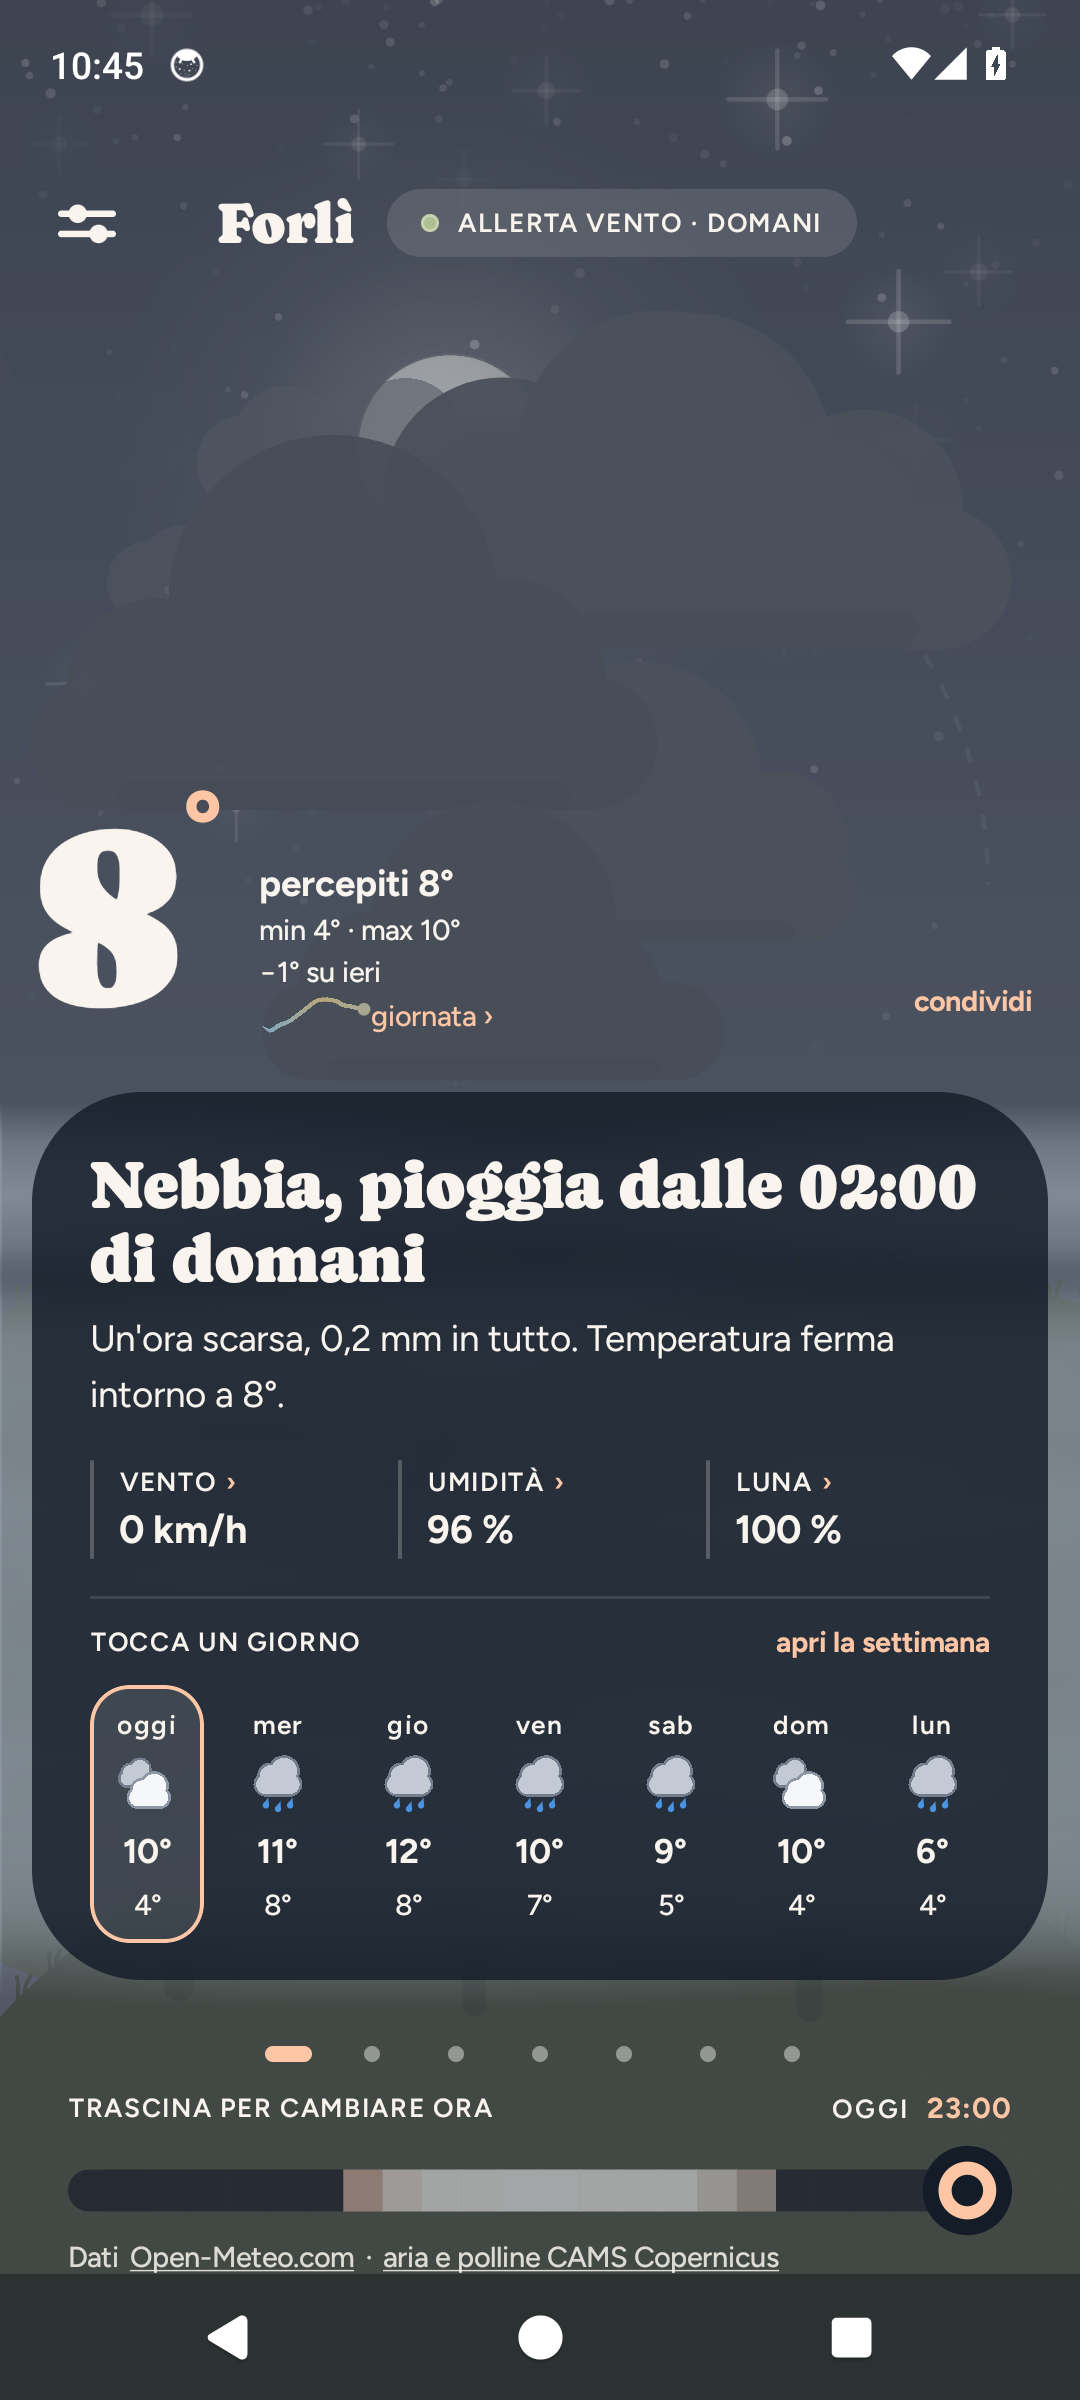 10:45
Forlì
ALLERTA VENTO · DOMANI
8°
percepiti 8°
min 4° · max 10°
−1° su ieri
giornata ›
condividi
Nebbia, pioggia dalle 02:00
di domani
Un'ora scarsa, 0,2 mm in tutto. Temperatura ferma
intorno a 8°.
VENTO › UMIDITÀ › LUNA ›
0 km/h 96 % 100 %
TOCCA UN GIORNO apri la settimana
oggi mer gio ven sab dom lun
10° 11° 12° 10° 9° 10° 6°
4° 8° 8° 7° 5° 4° 4°
TRASCINA PER CAMBIARE ORA OGGI 23:00
Dati Open-Meteo.com · aria e polline CAMS Copernicus